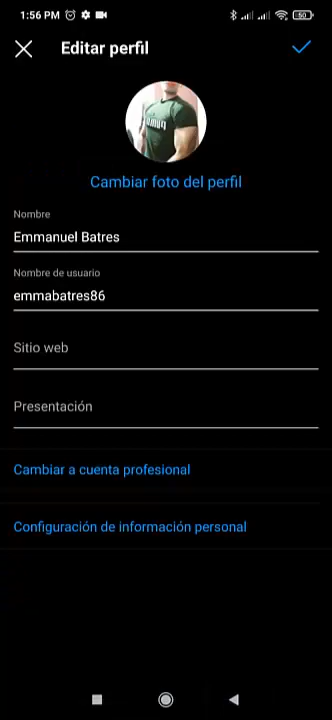 1:56 PM
50
Editar perfil
Cambiar foto del perfil
Nombre
Emmanuel Batres
Nombre de usuario
emmabatres86
Sitio web
Presentación
Cambiar a cuenta profesional
Configuración de información personal